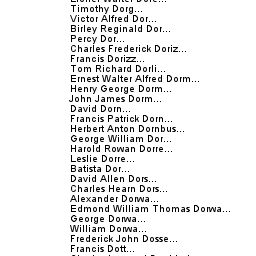 Timothy Dorg...
Victor Alfred Dor...
Birley Reginald Dor...
Percy Dor...
Charles Frederick Doriz...
Francis Dorizz...
Tom Richard Dorli...
Ernest Walter Alfred Dorm...
Henry George Dorm...
John James Dorm...
David Dorn...
Francis Patrick Dorn...
Herbert Anton Dornbus...
George William Dor...
Harold Rowan Dorre...
Leslie Dorre...
Batista Dor...
David Allen Dors...
Charles Hearn Dors...
Alexander Dorwa...
Edmond William Thomas Dorwa...
George Dorwa...
William Dorwa...
Frederick John Dosse...
Francis Dott...